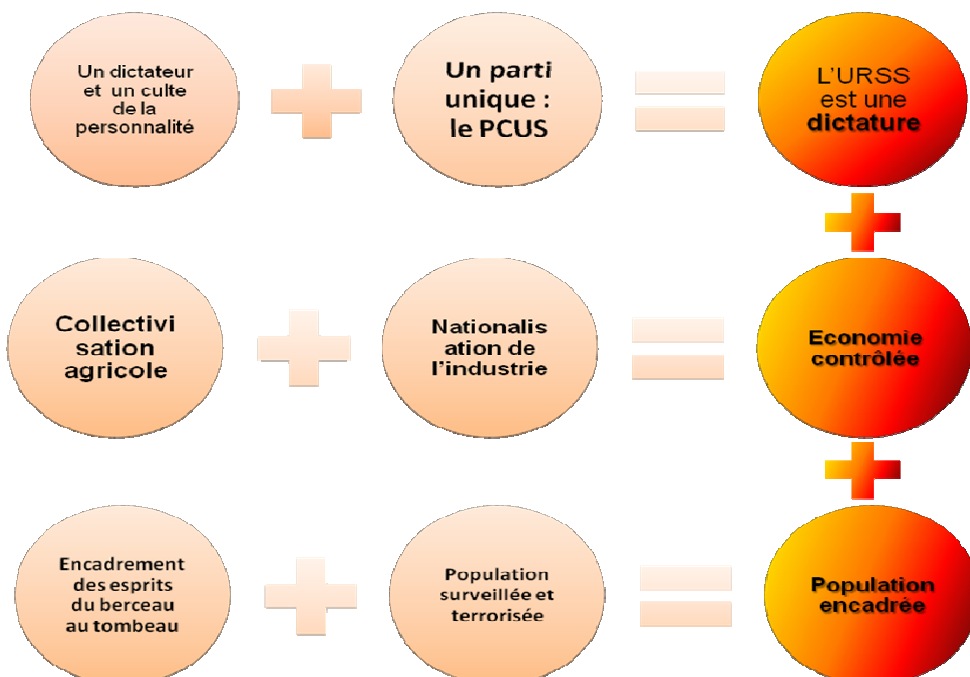 Un dictateur
et un culte
de la
personnalité
Un parti
unique :
le PCUS
L'URSS
est une
dictature
Collectivi
sation
agricole
Nationalis
ation de
l'industrie
Economie
contrôlée
Encadrement
des esprits
du berceau
au tombeau
Population
surveillée et
terrorisée
Population
encadrée